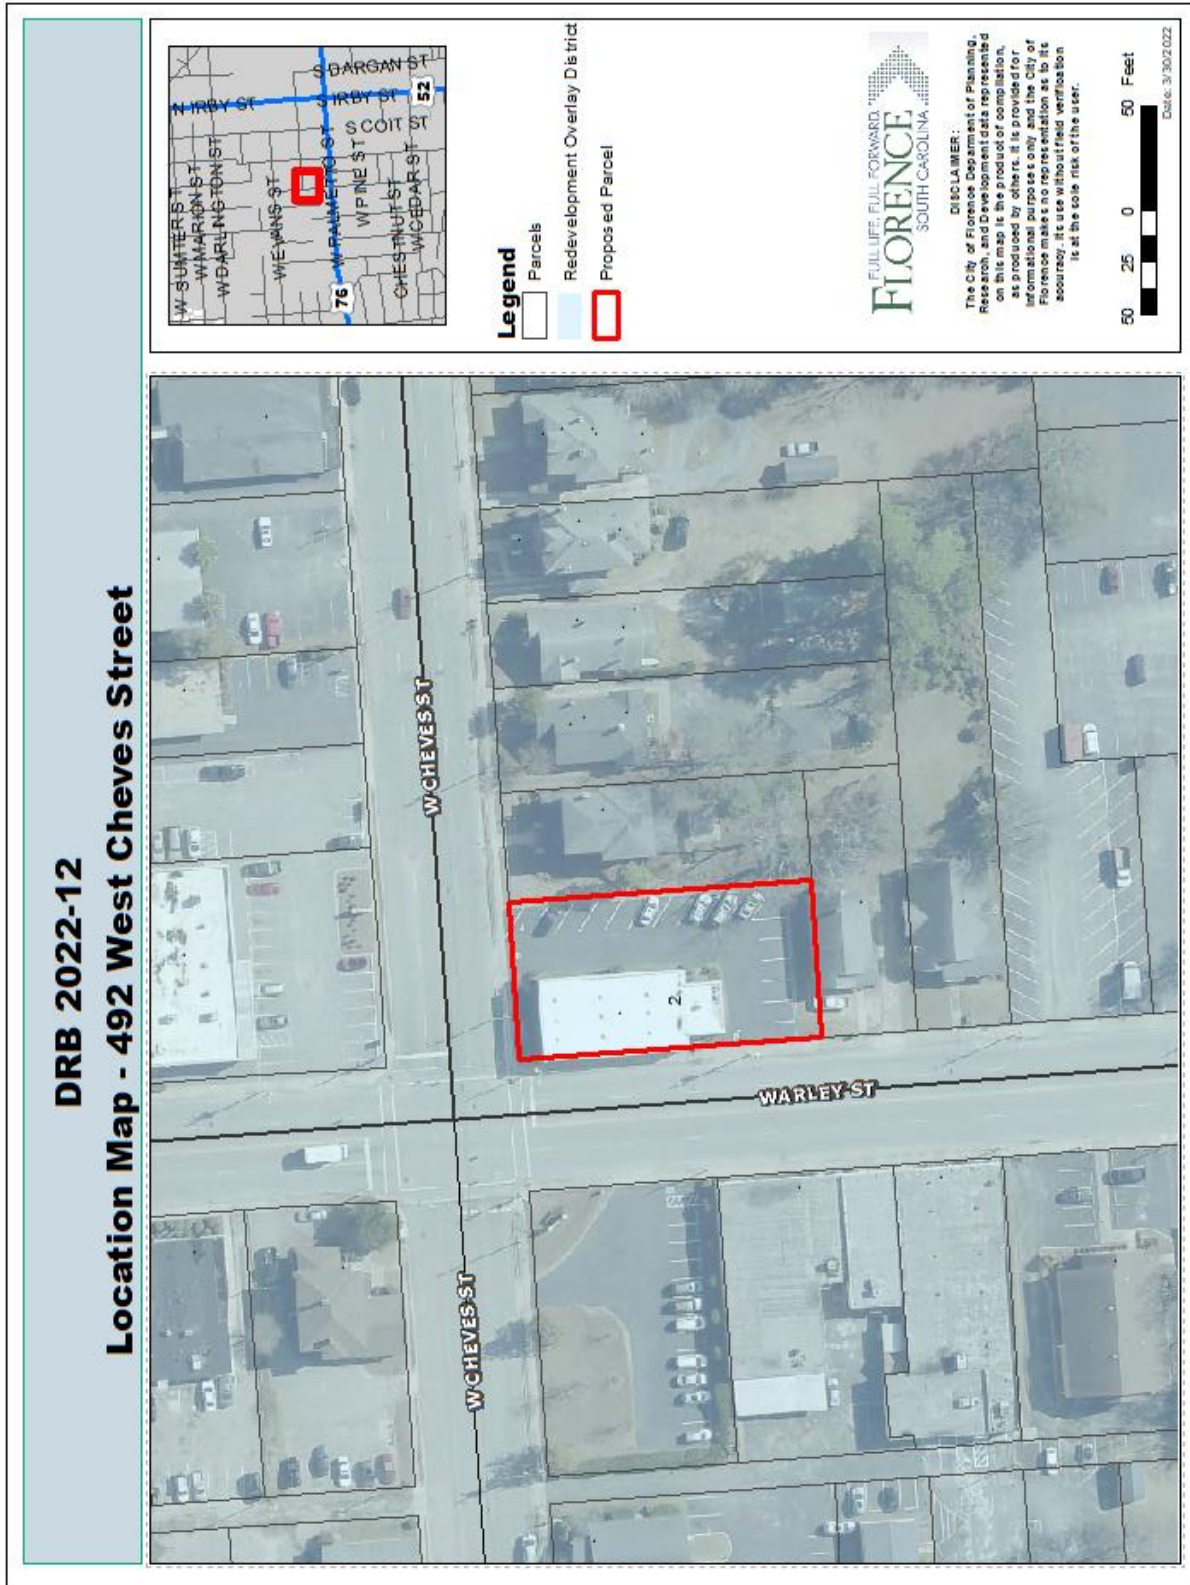 DRB 2022-12
Location Map - 492 West Cheves Street
W CHEVES ST
W CHEVES ST
WARLEY ST
2
W SUMTER ST
W MARION ST
W DARLINGTON ST
W EVANS ST
W PALMETTO ST
W PINE ST
CHESTNUT ST
W CEDAR ST
N IRBY ST
S DARGAN ST
S IRBY ST
S COIT ST
76
52
Legend
Parcels
Redevelopment Overlay District
Proposed Parcel
FULL LIFE. FULL FORWARD.
FLORENCE
SOUTH CAROLINA
DISCLAIMER:
The City of Florence Department of Planning,
Research, and Development data represented
on this map is the product of compilation,
as produced by others. It is provided for
informational purposes only and the City of
Florence makes no representation as to its
accuracy. Its use without field verification
is at the sole risk of the user.
50 25 0 50 Feet
Date: 3/30/2022